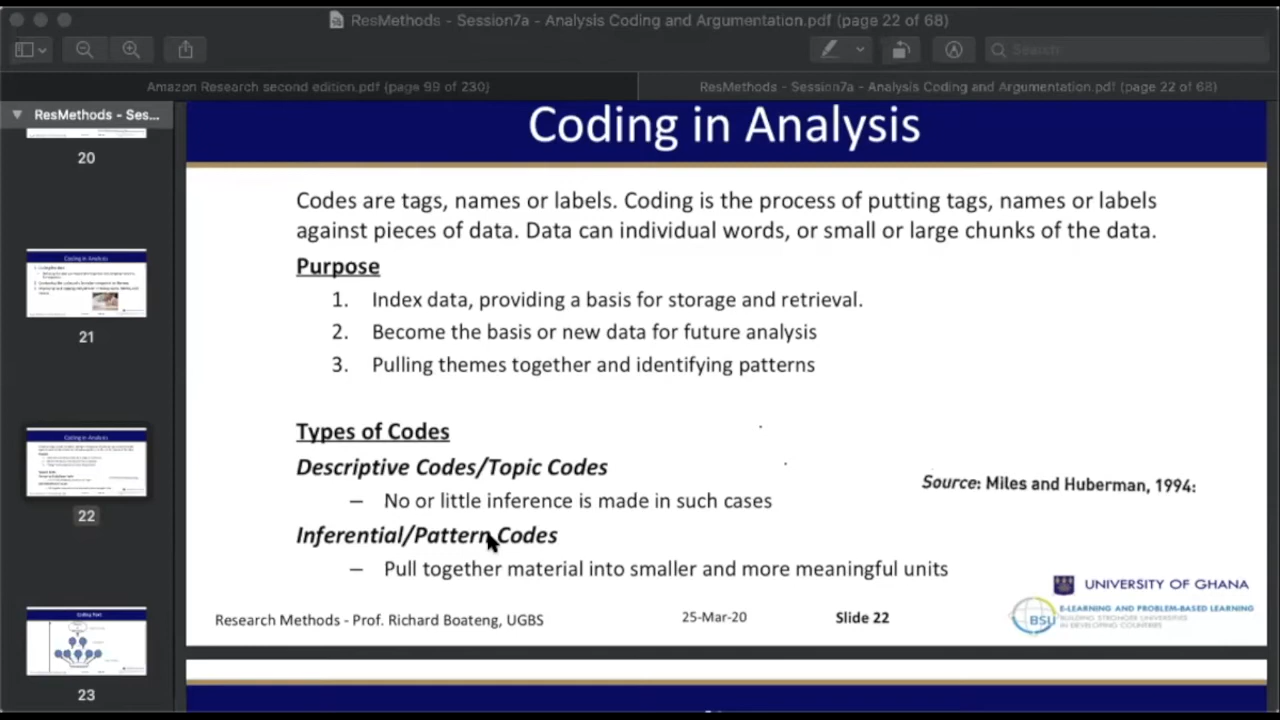 ResMethods - Session7a - Analysis Coding and Argumentation.pdf (page 22 of 68)
Search
Amazon Research second edition.pdf (page 99 of 230)
ResMethods - Session7a - Analysis Coding and Argumentation.pdf (page 22 of 68)
ResMethods - Ses...
20
21
22
23
Coding in Analysis
Codes are tags, names or labels. Coding is the process of putting tags, names or labels
against pieces of data. Data can individual words, or small or large chunks of the data.
Purpose
1. Index data, providing a basis for storage and retrieval.
2. Become the basis or new data for future analysis
3. Pulling themes together and identifying patterns
Types of Codes
Descriptive Codes/Topic Codes
– No or little inference is made in such cases
Source: Miles and Huberman, 1994:
Inferential/Pattern Codes
– Pull together material into smaller and more meaningful units
UNIVERSITY OF GHANA
BSU
E-LEARNING AND PROBLEM-BASED LEARNING
BUILDING STRONGER UNIVERSITIES
IN DEVELOPING COUNTRIES
Research Methods - Prof. Richard Boateng, UGBS
25-Mar-20
Slide 22